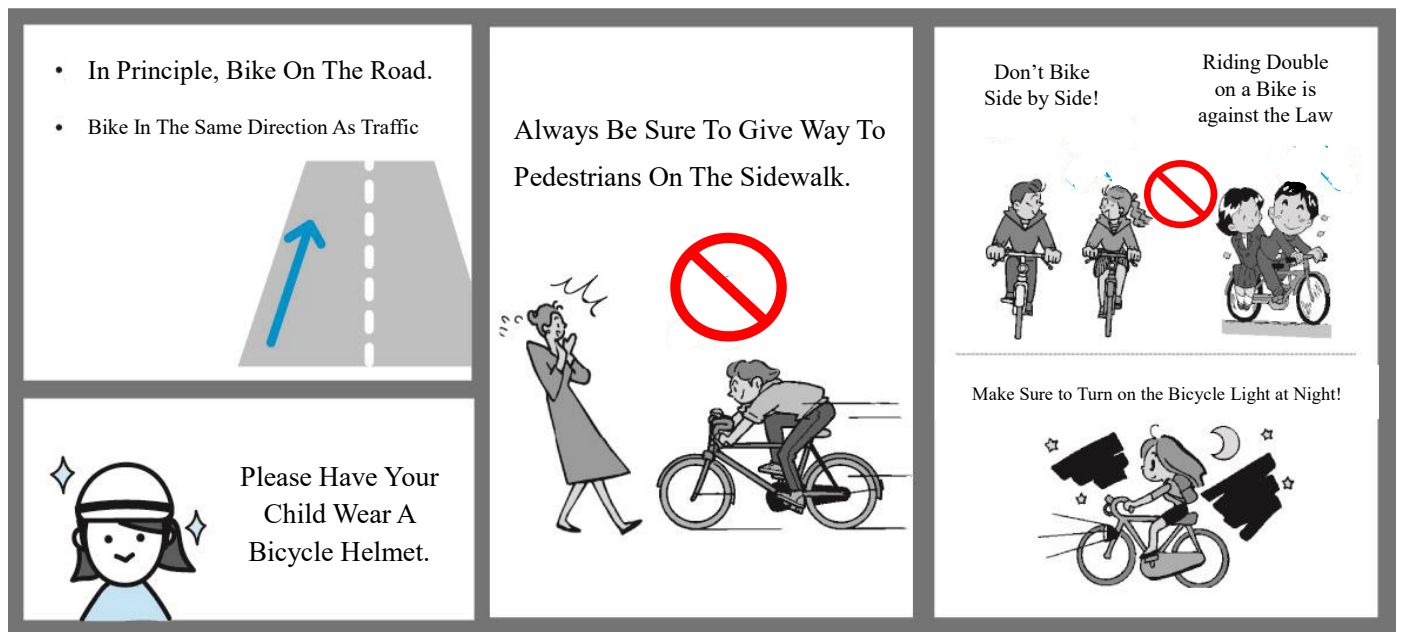 • In Principle, Bike On The Road.
• Bike In The Same Direction As Traffic
Please Have Your
Child Wear A
Bicycle Helmet.
Always Be Sure To Give Way To
Pedestrians On The Sidewalk.
Don’t Bike
Side by Side!
Riding Double
on a Bike is
against the Law
Make Sure to Turn on the Bicycle Light at Night!